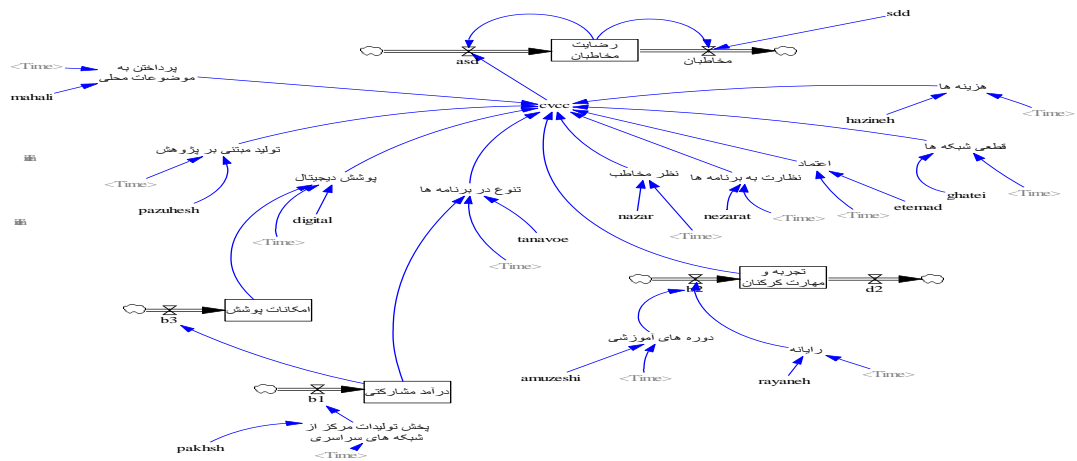 sdd
رضایت
مخاطبان
asd
مخاطبان
<Time>
پرداختن به
موضوعات محلی
mahali
cvcc
هزینه ها
hazineh
<Time>
تولید مبتنی بر پژوهش
<Time>
pazuhesh
پوشش دیجیتال
digital
<Time>
تنوع در برنامه ها
tanavoe
<Time>
نظر مخاطب
nazar
<Time>
نظارت به برنامه ها
nezarat
<Time>
اعتماد
<Time>
etemad
قطعی شبکه ها
ghatei
<Time>
تجربه و
مهارت کرکنان
b2
d2
امکانات پوشش
b3
دوره های آموزشی
amuzeshi
<Time>
رایانه
rayaneh
<Time>
درآمد مشارکتی
b1
پخش تولیدات مرکز از
شبکه های سراسری
pakhsh
<Time>